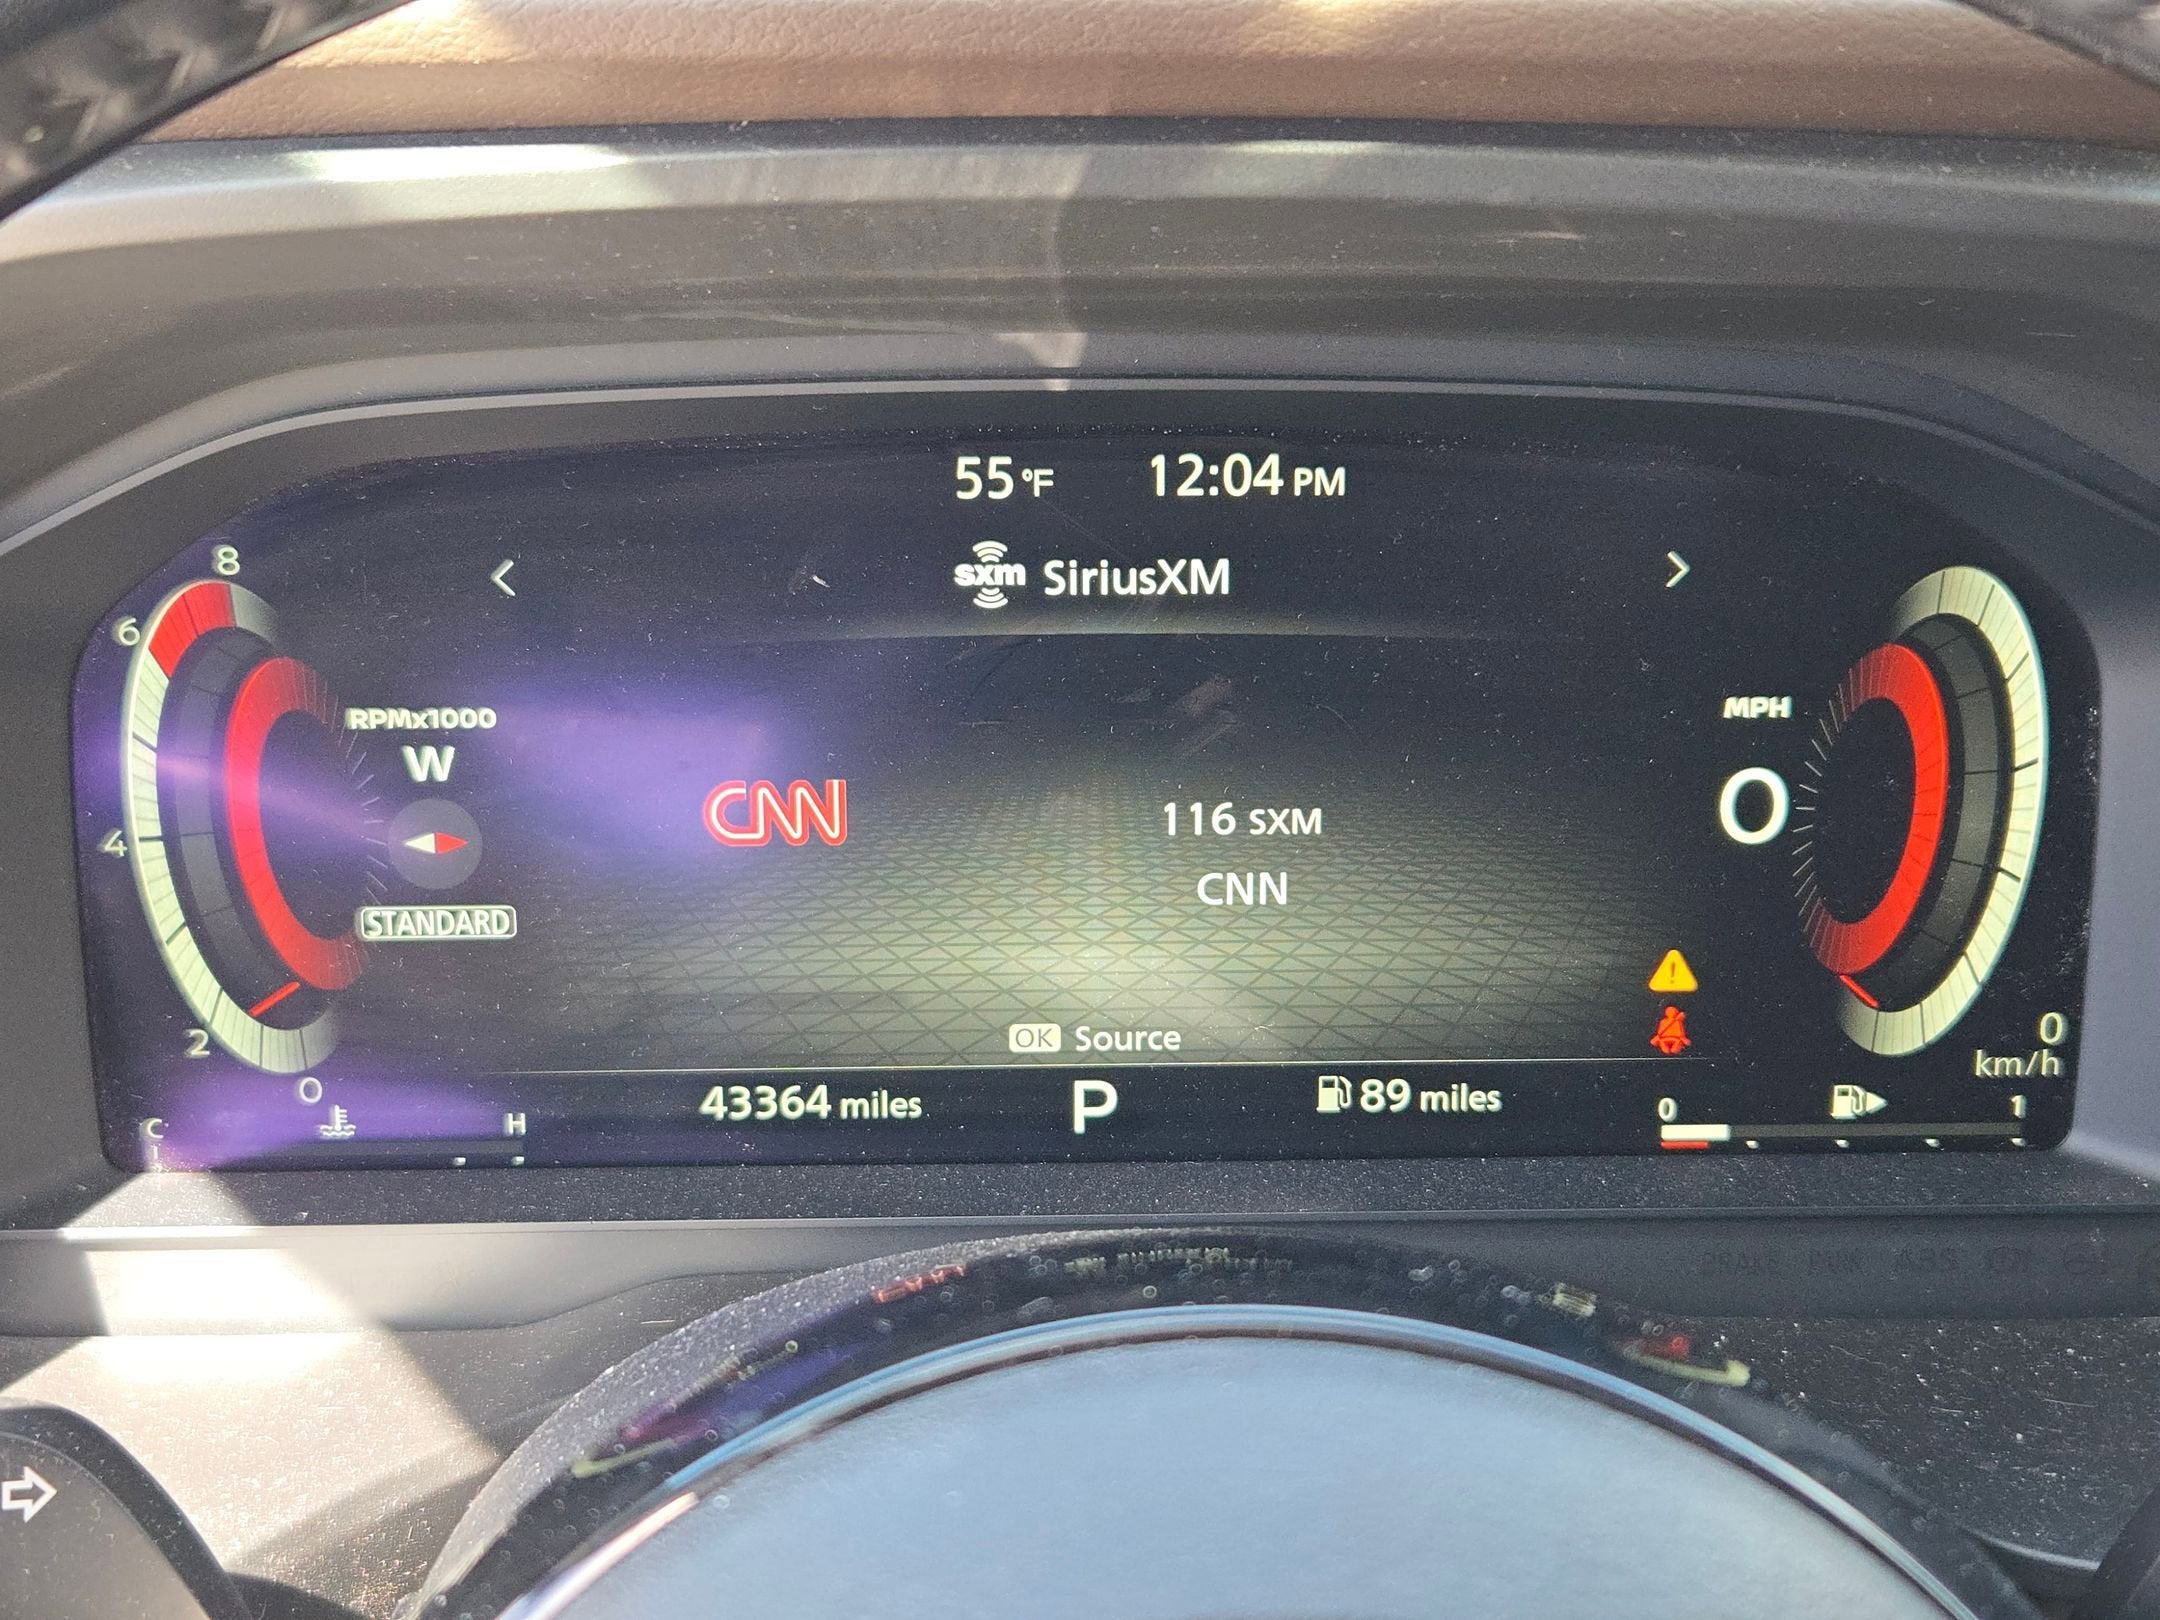 55 °F 12:04 PM
sxm SiriusXM
8
6
RPMx1000
W
MPH
0
CNN
116 SXM
4
CNN
STANDARD
2
OK Source
0
km/h
0
43364 miles
P
89 miles
0 1
C H
ABS